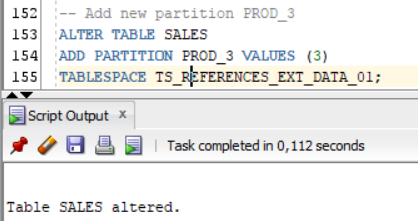 152 -- Add new partition PROD_3
153 ALTER TABLE SALES
154 ADD PARTITION PROD_3 VALUES (3)
155 TABLESPACE TS_REFERENCES_EXT_DATA_01;
Script Output x
Task completed in 0,112 seconds
Table SALES altered.